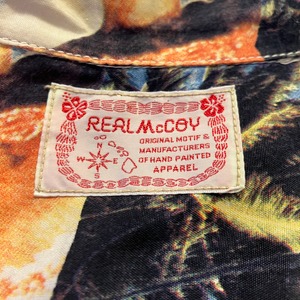 REAL McCOY
ORIGINAL MOTIF &
MANUFACTURERS
OF HAND PAINTED
APPAREL
N
W E
S